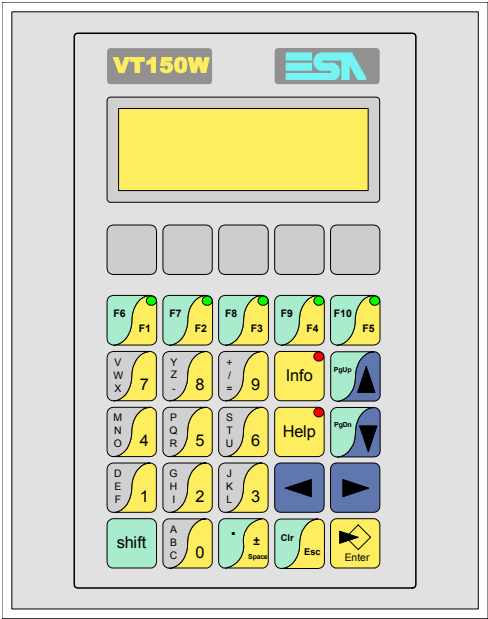 VT150W ESA
F6 F1 F7 F2 F8 F3 F9 F4 F10 F5
V W X 7 Y Z - 8 + / = 9 Info PgUp
M N O 4 P Q R 5 S T U 6 Help PgDn
D E F 1 G H I 2 J K L 3
shift A B C 0 . ± Space Clr Esc Enter